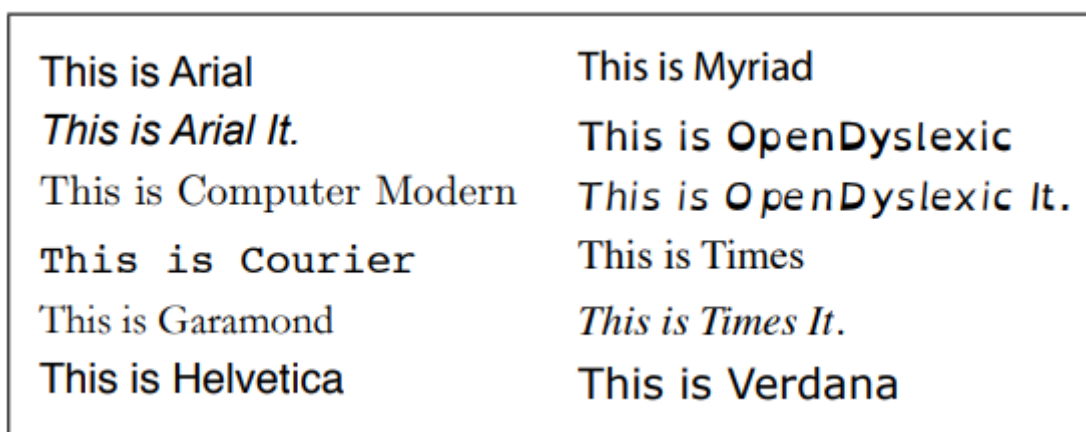 This is Arial
This is Arial It.
This is Computer Modern
This is Courier
This is Garamond
This is Helvetica
This is Myriad
This is OpenDyslexic
This is OpenDyslexic It.
This is Times
This is Times It.
This is Verdana